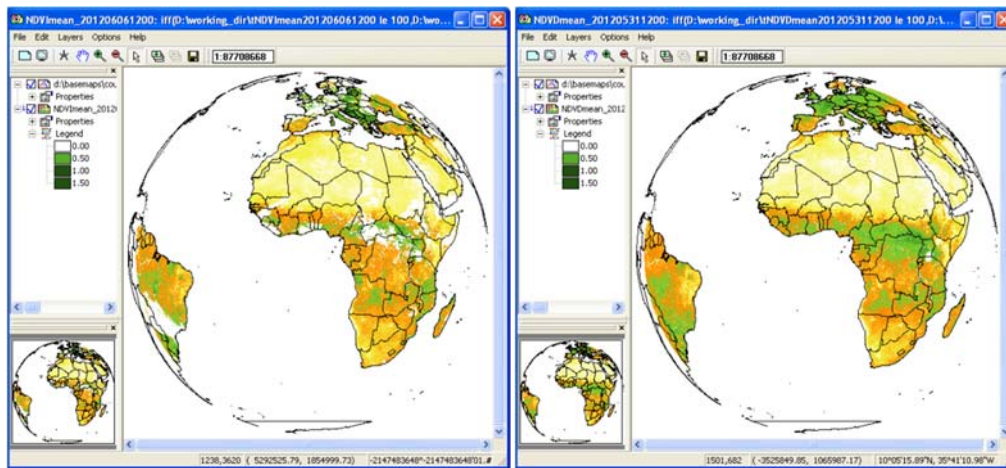 NDVImean_201206061200: iff(D:\working_dir\tNDVImean201206061200 le 100,D:\wo...
File Edit Layers Options Help
1:87708668
d:\basemaps\cou
Properties
NDVImean_2012
Properties
Legend
0.00
0.50
1.00
1.50
1238,3620 ( 5292525.79, 1854999.73)
-2147483648°-2147483648'01.#
NDVDmean_201205311200: iff(D:\working_dir\tNDVDmean201205311200 le 100,D:\...
File Edit Layers Options Help
1:87708668
d:\basemaps\cou
Properties
NDVDmean_2012
Properties
Legend
0.00
0.50
1.00
1.50
1501,682 ( -3525849.85, 1065987.17)
10°05'15.89"N, 35°41'10.98"W